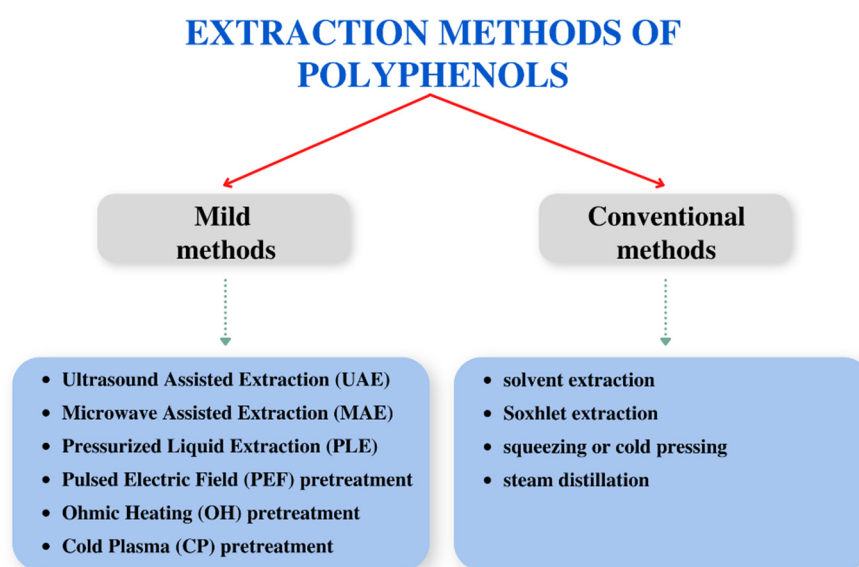 EXTRACTION METHODS OF
POLYPHENOLS
Mild
methods
Conventional
methods
• Ultrasound Assisted Extraction (UAE)
• Microwave Assisted Extraction (MAE)
• Pressurized Liquid Extraction (PLE)
• Pulsed Electric Field (PEF) pretreatment
• Ohmic Heating (OH) pretreatment
• Cold Plasma (CP) pretreatment
• solvent extraction
• Soxhlet extraction
• squeezing or cold pressing
• steam distillation